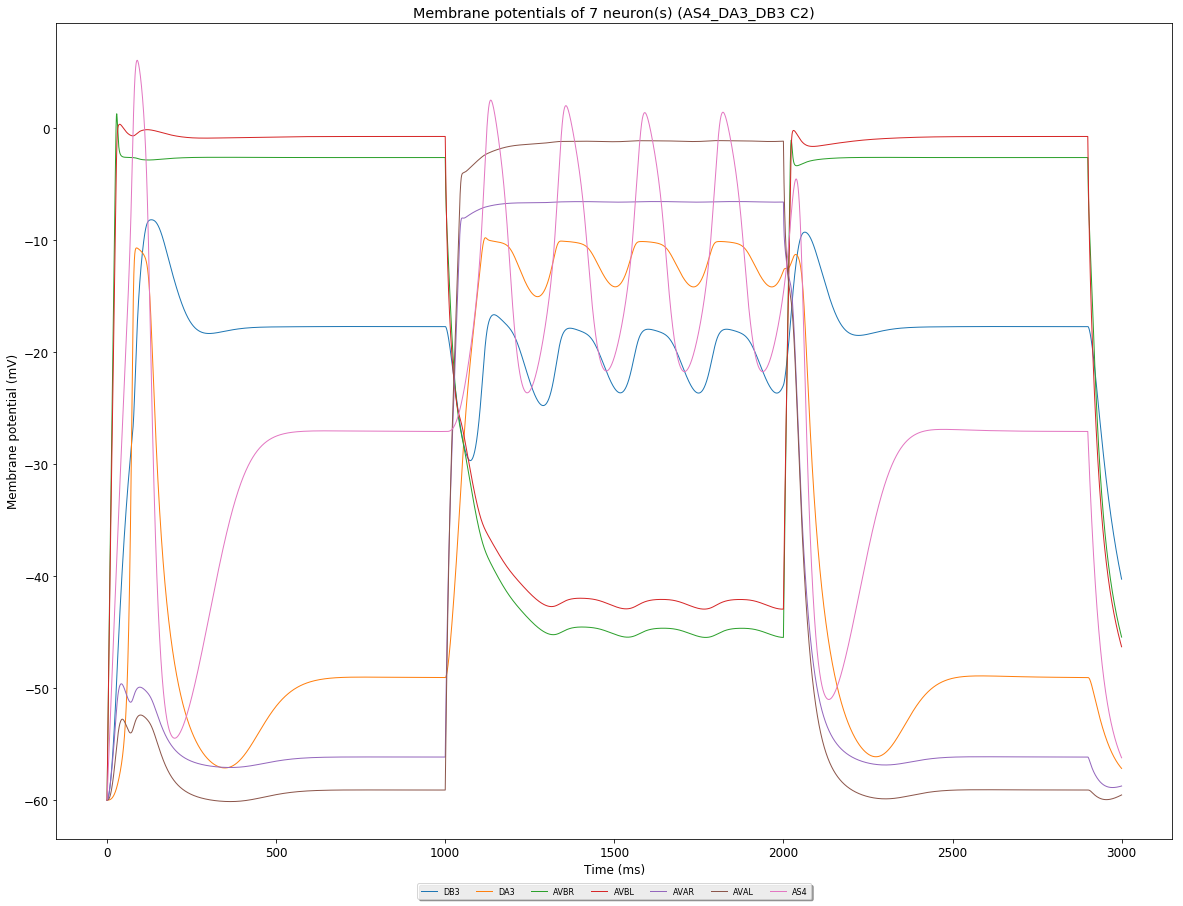 Membrane potentials of 7 neuron(s) (AS4_DA3_DB3 C2)
Membrane potential (mV)
0
−10
−20
−30
−40
−50
−60
0 500 1000 1500 2000 2500 3000
Time (ms)
DB3 DA3 AVBR AVBL AVAR AVAL AS4